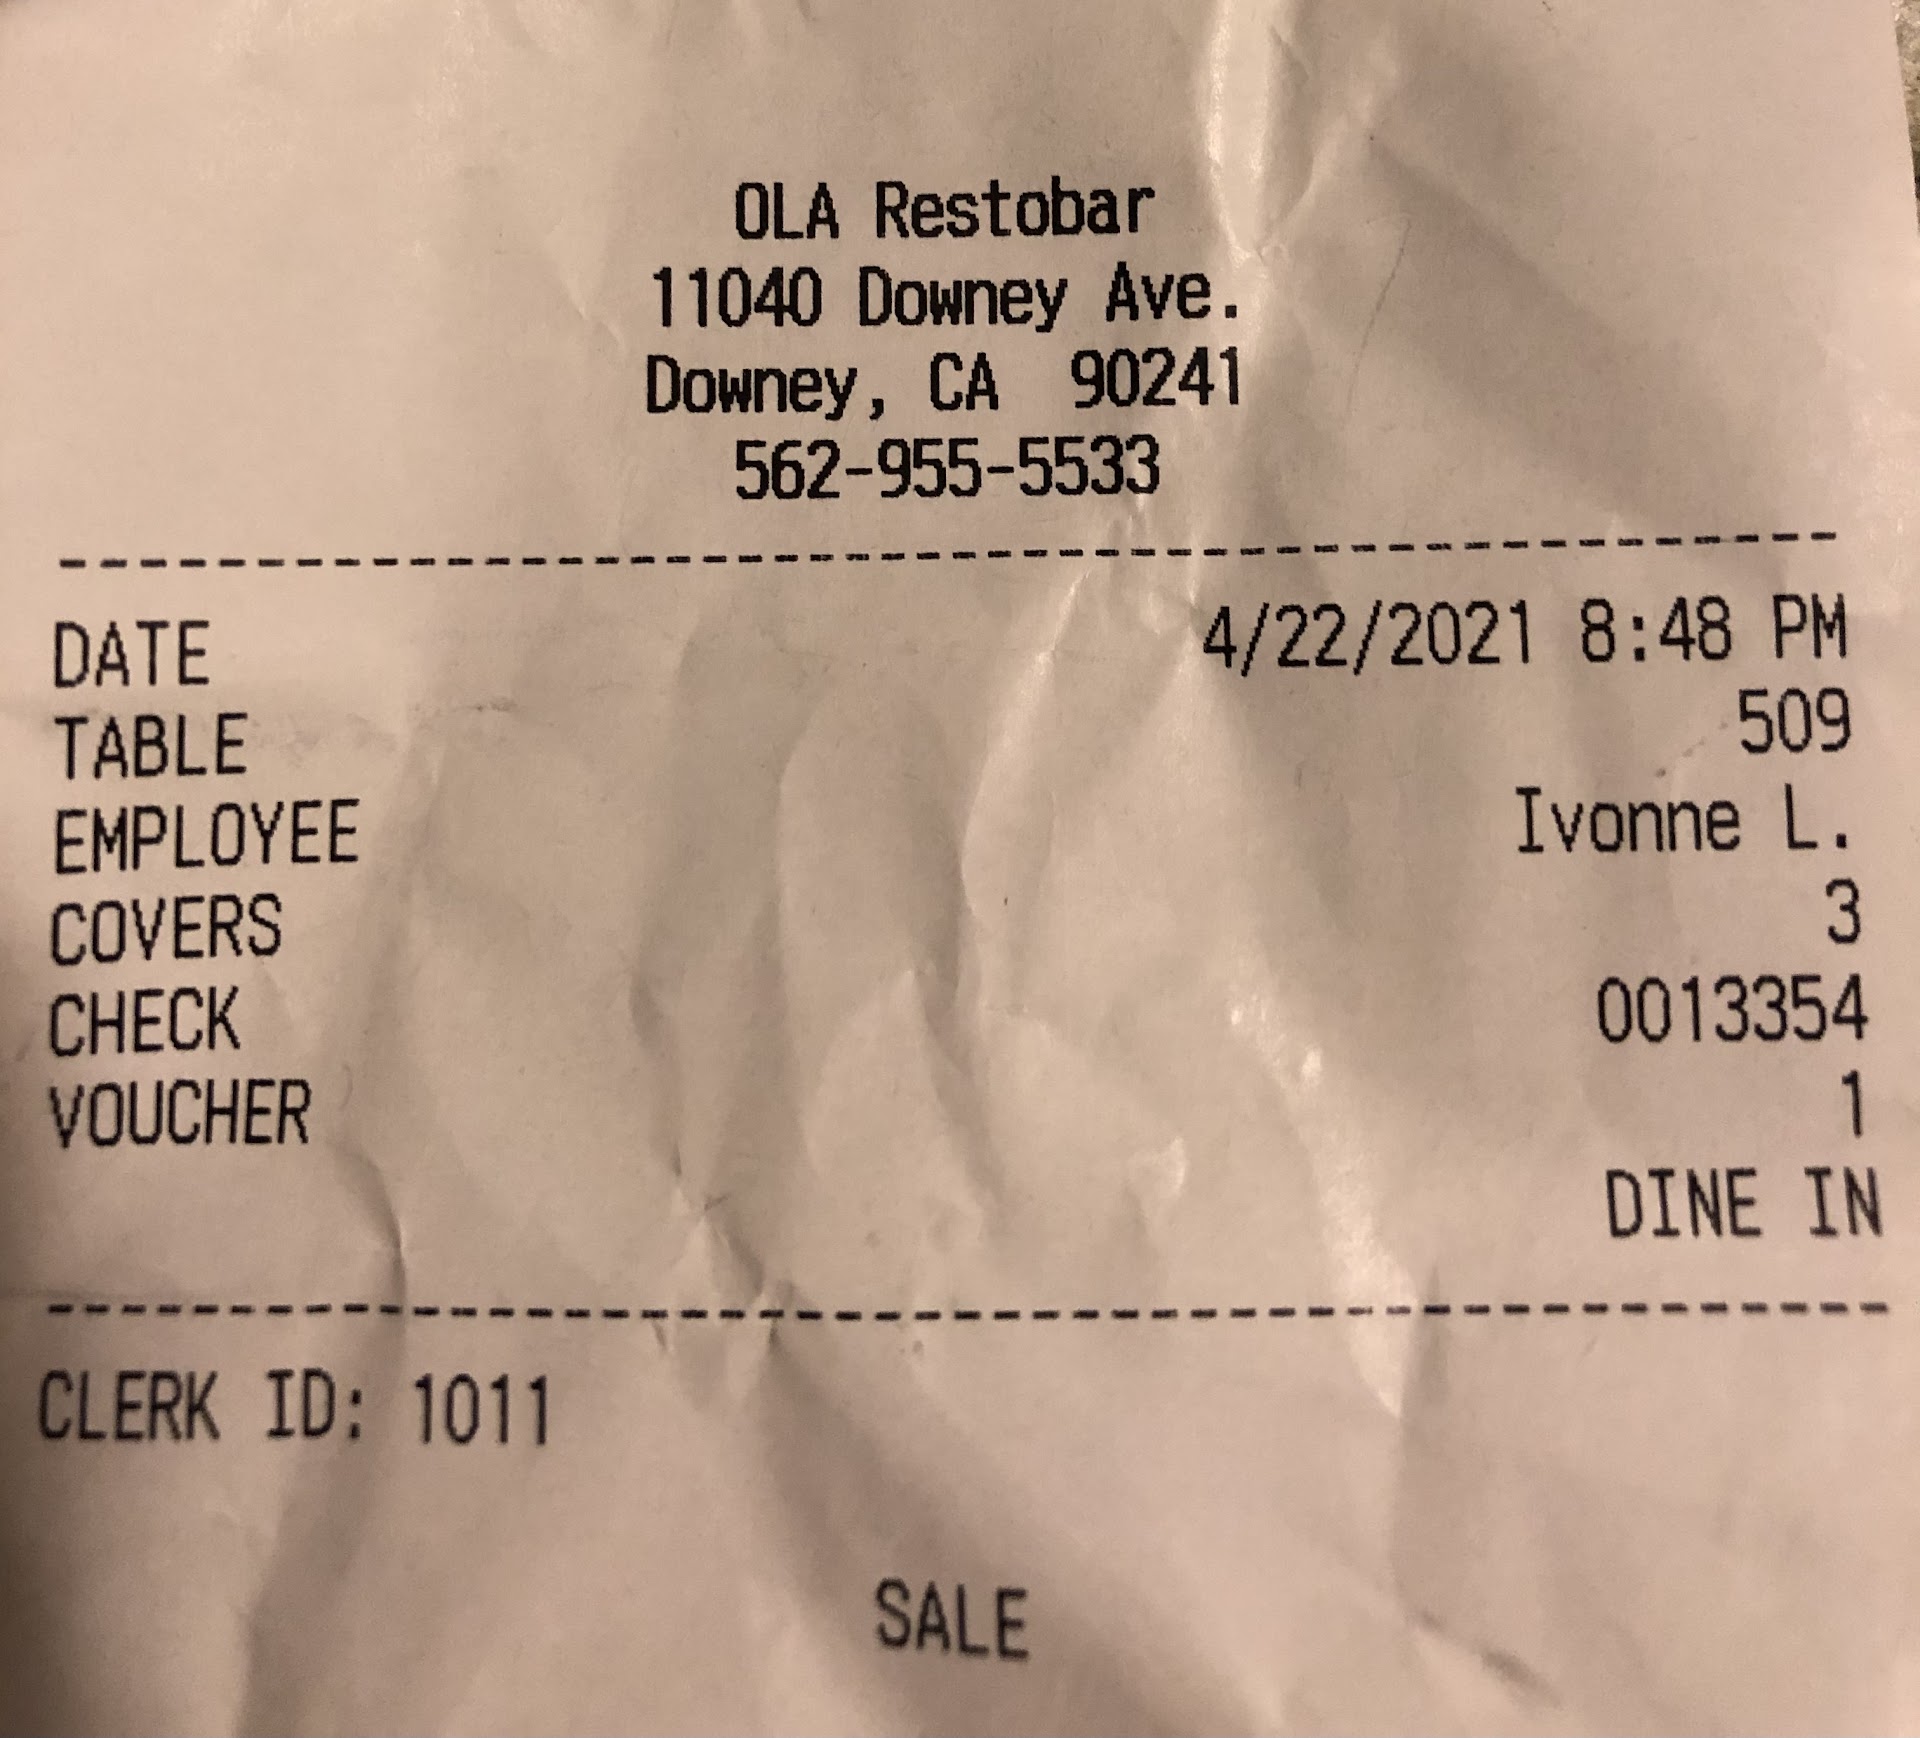 OLA Restobar
11040 Downey Ave.
Downey, CA 90241
562-955-5533
DATE 4/22/2021 8:48 PM
TABLE 509
EMPLOYEE Ivonne L.
COVERS 3
CHECK 0013354
VOUCHER 1
DINE IN
CLERK ID: 1011
SALE